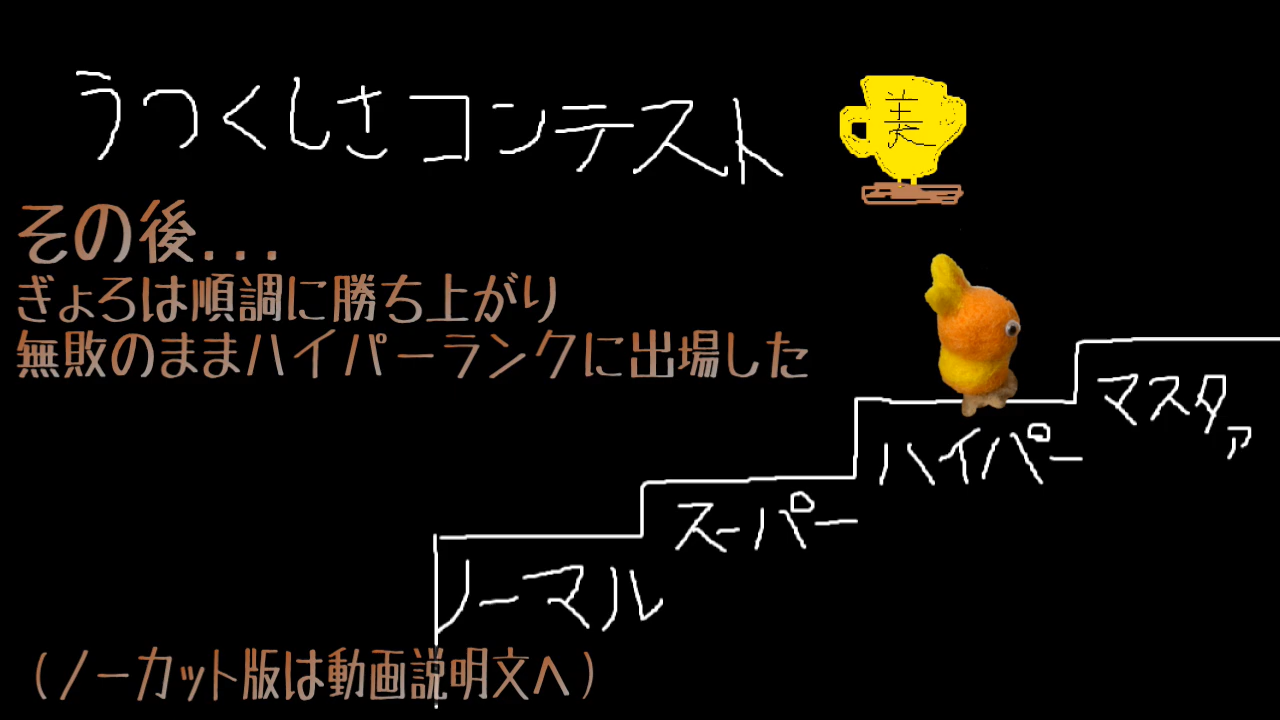 うつくしさコンテスト
美
その後...
ぎょろは順調に勝ち上がり
無敗のままハイパーランクに出場した
マスタァ
ハイパー
スーパー
ノーマル
(ノーカット版は動画説明文へ)